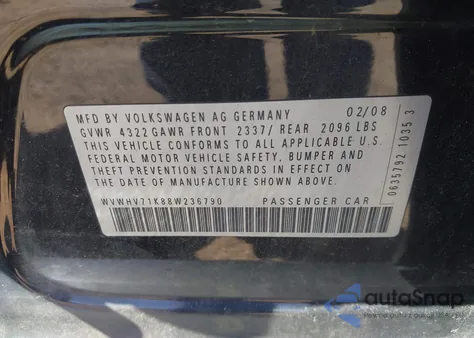 MFD BY VOLKSWAGEN AG GERMANY 02/08
GVWR 4322 GAWR FRONT 2337/ REAR 2096 LBS
THIS VEHICLE CONFORMS TO ALL APPLICABLE U.S.
FEDERAL MOTOR VEHICLE SAFETY, BUMPER AND
THEFT PREVENTION STANDARDS IN EFFECT ON
THE DATE OF MANUFACTURE SHOWN ABOVE.
WVWHV71K88W236790 PASSENGER CAR
0635792 1035 3
autoSnap